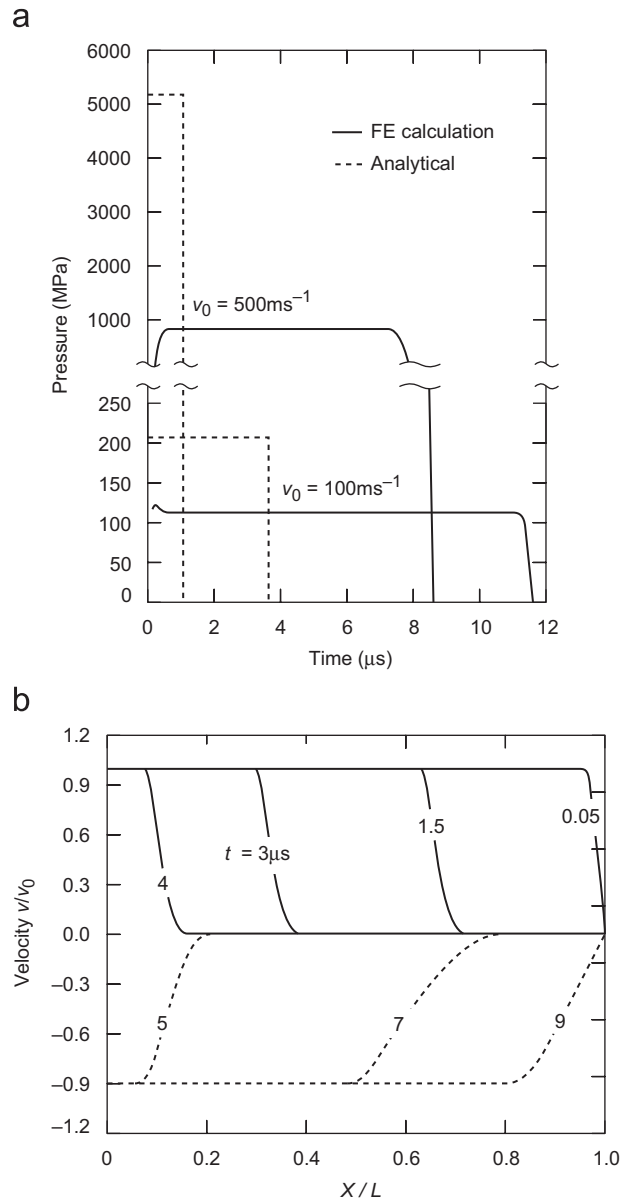 a
6000
5000
4000
3000
2000
1000
250
200
150
100
50
0
Pressure (MPa)
FE calculation
Analytical
v0 = 500ms–1
v0 = 100ms–1
0 2 4 6 8 10 12
Time (μs)
b
1.2
0.9
0.6
0.3
0.0
–0.3
–0.6
–0.9
–1.2
Velocity v/v0
0.05
1.5
t = 3μs
4
5
7
9
0 0.2 0.4 0.6 0.8 1.0
X / L